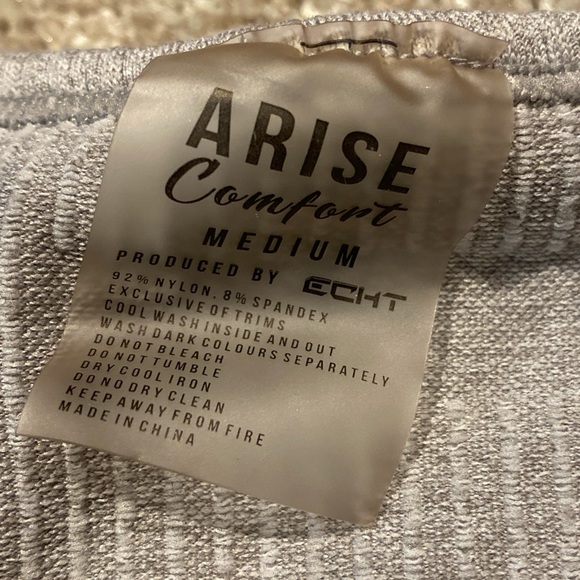 ARISE
Comfort
MEDIUM
PRODUCED BY ECHT
92% NYLON, 8% SPANDEX
EXCLUSIVE OF TRIMS
COOL WASH INSIDE AND OUT
WASH DARK COLOURS SEPARATELY
DO NOT BLEACH
DO NOT TUMBLE
DRY COOL IRON
DO NO DRY CLEAN
KEEP AWAY FROM FIRE
MADE IN CHINA